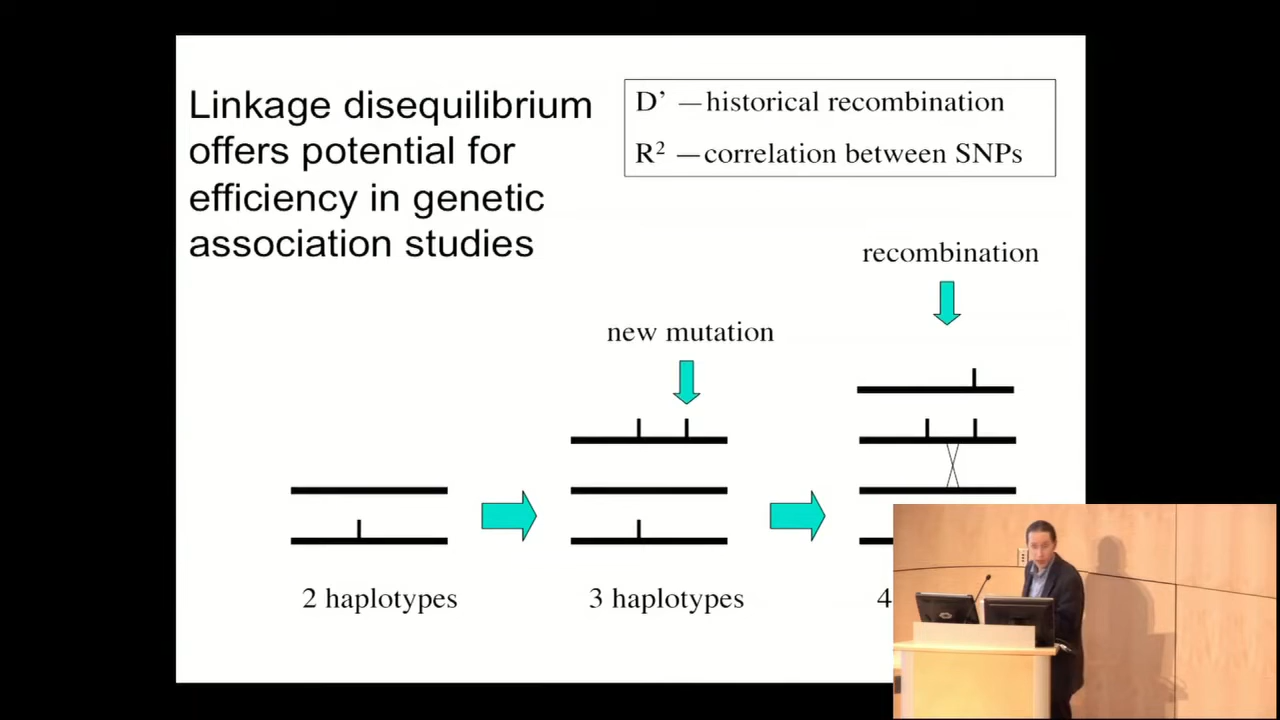 Linkage disequilibrium
offers potential for
efficiency in genetic
association studies
D’ —historical recombination
R² —correlation between SNPs
recombination
new mutation
2 haplotypes
3 haplotypes
4